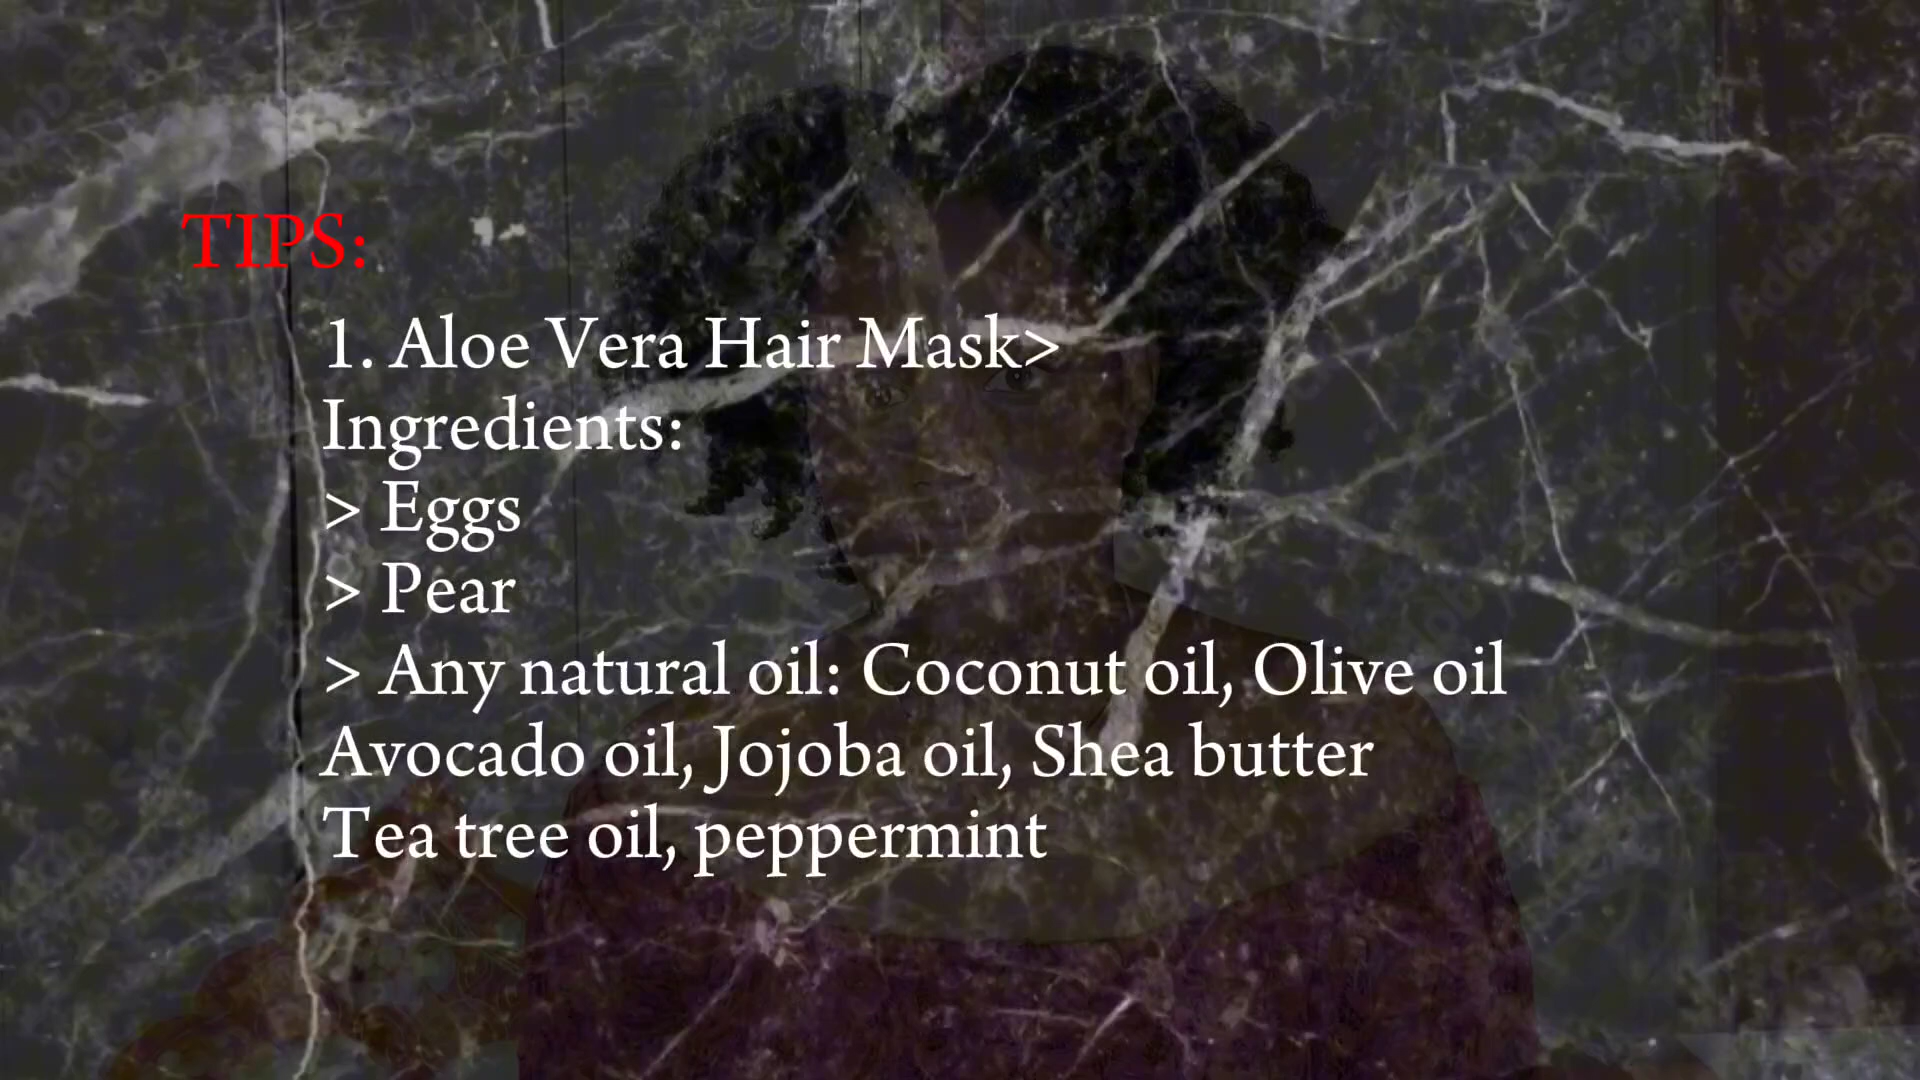 TIPS:
1. Aloe Vera Hair Mask>
Ingredients:
> Eggs
> Pear
> Any natural oil: Coconut oil, Olive oil
Avocado oil, Jojoba oil, Shea butter
Tea tree oil, peppermint